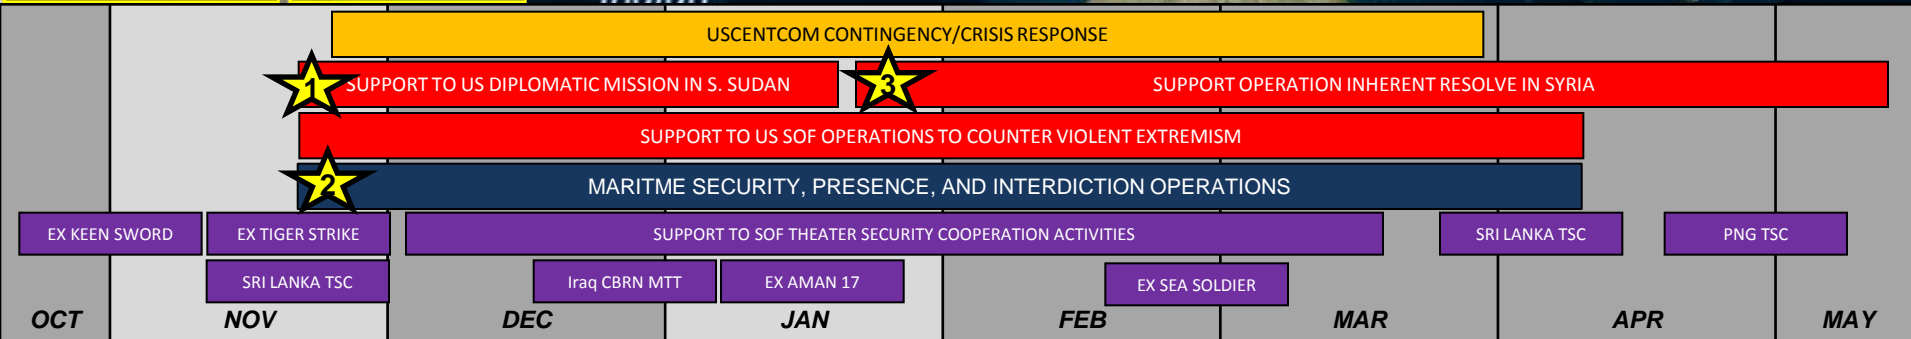 USCENTCOM CONTINGENCY/CRISIS RESPONSE
1 SUPPORT TO US DIPLOMATIC MISSION IN S. SUDAN
3 SUPPORT OPERATION INHERENT RESOLVE IN SYRIA
SUPPORT TO US SOF OPERATIONS TO COUNTER VIOLENT EXTREMISM
2 MARITME SECURITY, PRESENCE, AND INTERDICTION OPERATIONS
EX KEEN SWORD
EX TIGER STRIKE
SUPPORT TO SOF THEATER SECURITY COOPERATION ACTIVITIES
SRI LANKA TSC
PNG TSC
SRI LANKA TSC
Iraq CBRN MTT
EX AMAN 17
EX SEA SOLDIER
OCT NOV DEC JAN FEB MAR APR MAY